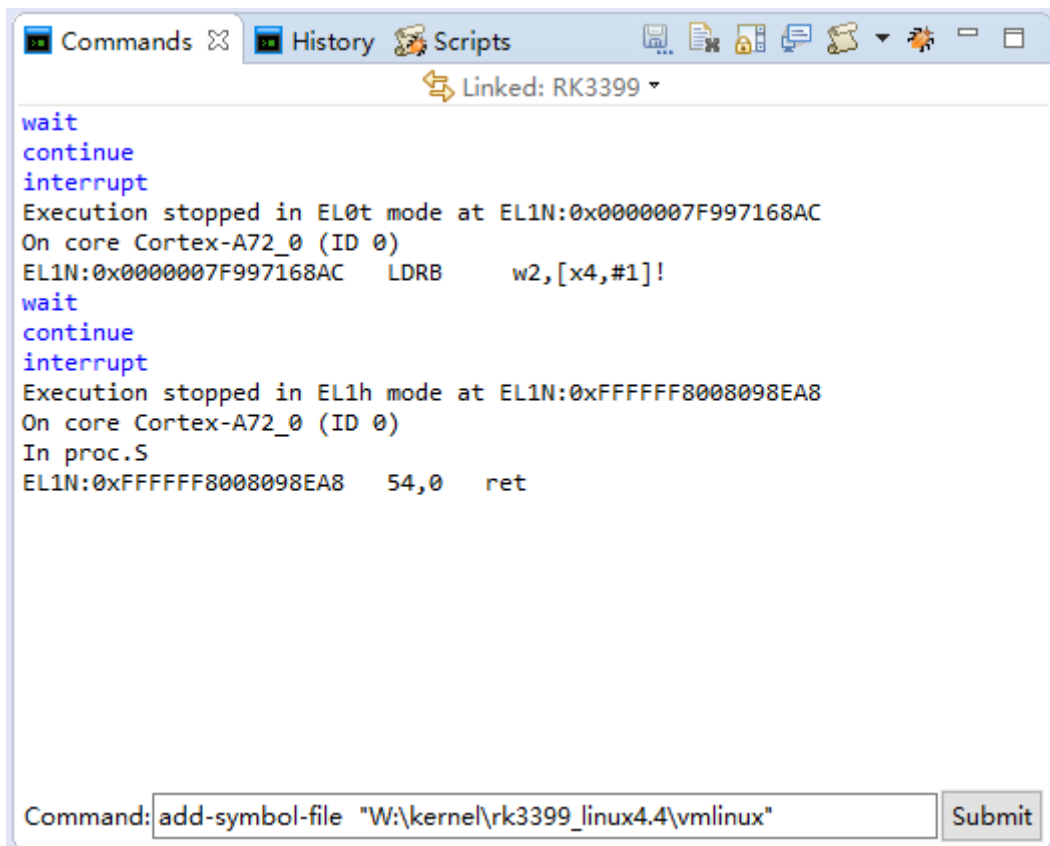 Commands History Scripts
Linked: RK3399
wait
continue
interrupt
Execution stopped in EL0t mode at EL1N:0x0000007F997168AC
On core Cortex-A72_0 (ID 0)
EL1N:0x0000007F997168AC   LDRB     w2,[x4,#1]!
wait
continue
interrupt
Execution stopped in EL1h mode at EL1N:0xFFFFFF8008098EA8
On core Cortex-A72_0 (ID 0)
In proc.S
EL1N:0xFFFFFF8008098EA8   54,0   ret
Command: add-symbol-file "W:\kernel\rk3399_linux4.4\vmlinux" Submit